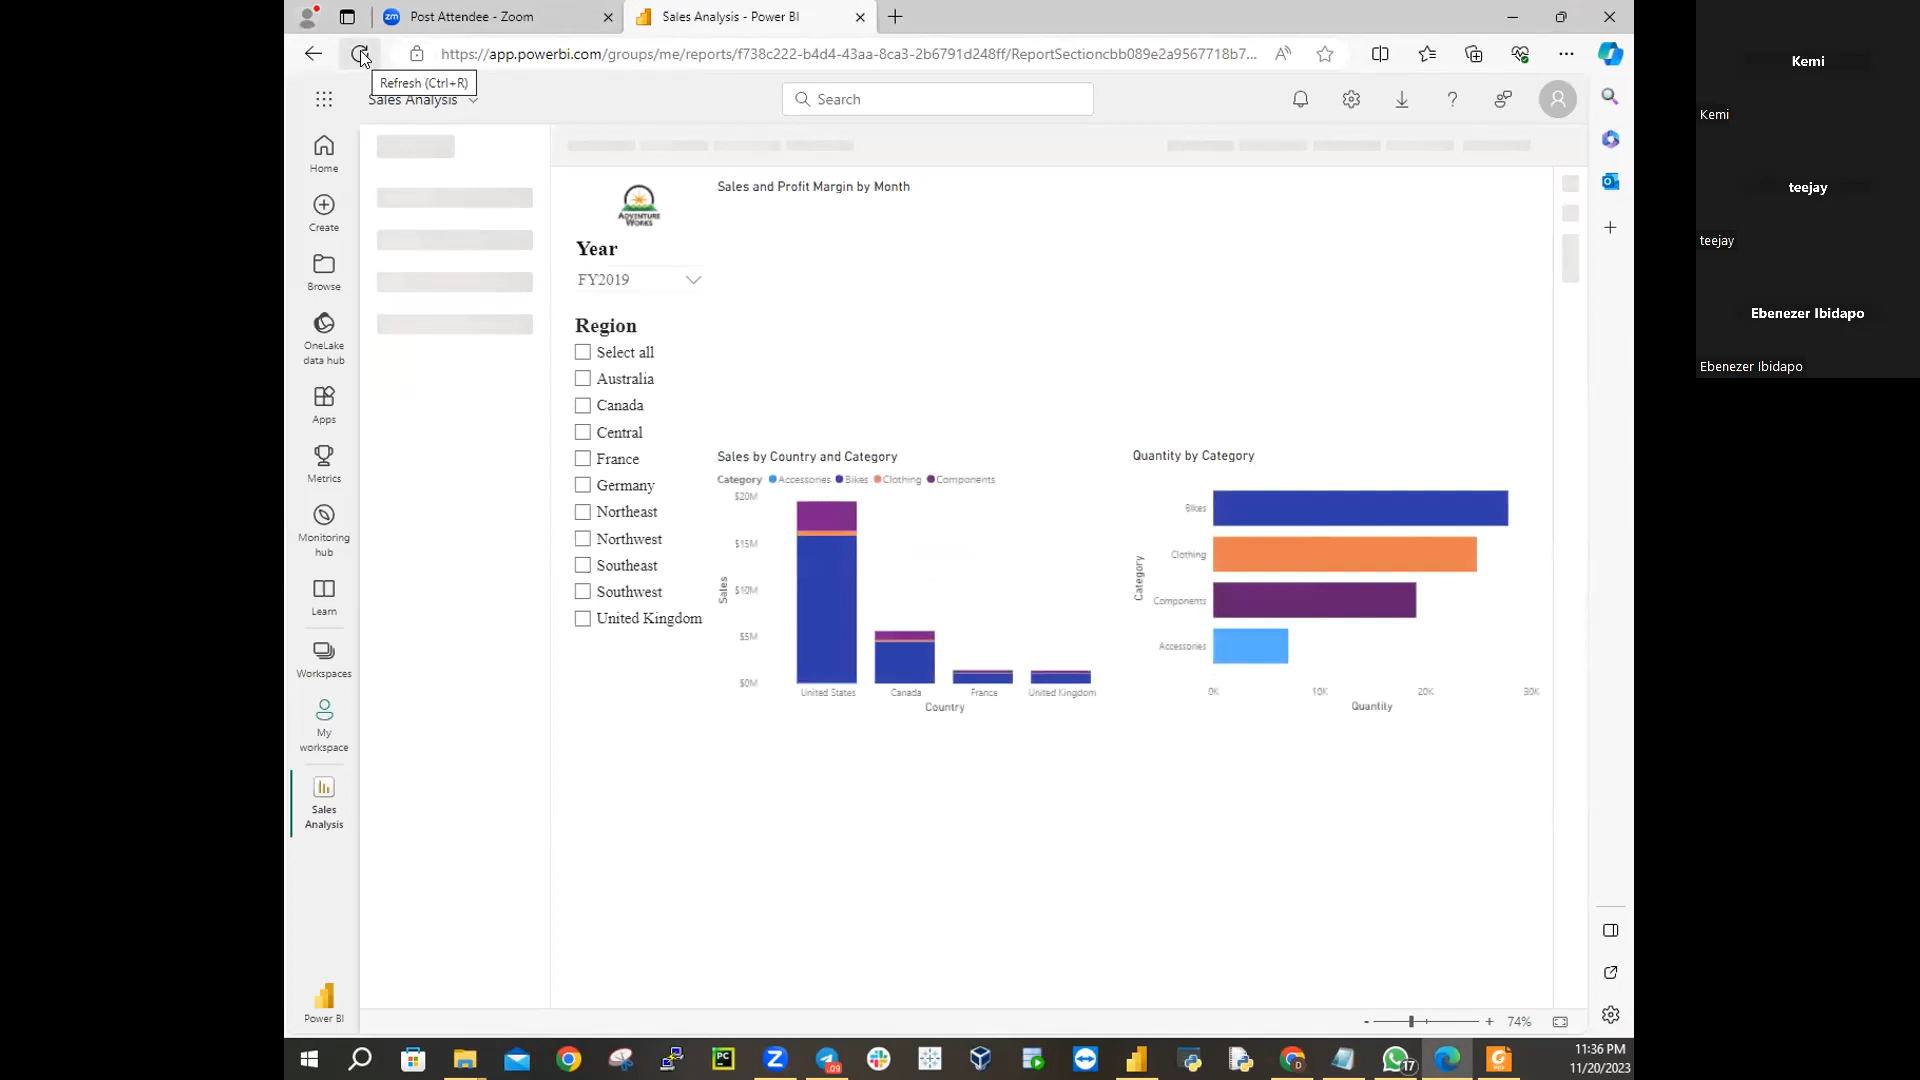 Post Attendee - Zoom
Sales Analysis - Power BI
https://app.powerbi.com/groups/me/reports/f738c222-b4d4-43aa-8ca3-2b6791d248ff/ReportSectioncbb089e2a9567718b7...
Refresh (Ctrl+R)
Sales Analysis
Search
Home
Create
Browse
OneLake
data hub
Apps
Metrics
Monitoring
hub
Learn
Workspaces
My
workspace
Sales
Analysis
Power BI
ADVENTURE
WORKS
Year
FY2019
Region
Select all
Australia
Canada
Central
France
Germany
Northeast
Northwest
Southeast
Southwest
United Kingdom
Sales and Profit Margin by Month
Sales by Country and Category
Category Accessories Bikes Clothing Components
$20M
$15M
$10M
$5M
$0M
Sales
United States Canada France United Kingdom
Country
Quantity by Category
Category
Bikes
Clothing
Components
Accessories
0K 10K 20K 30K
Quantity
- + 74%
Kemi
Kemi
teejay
teejay
Ebenezer Ibidapo
Ebenezer Ibidapo
.09
17
11:36 PM
11/20/2023